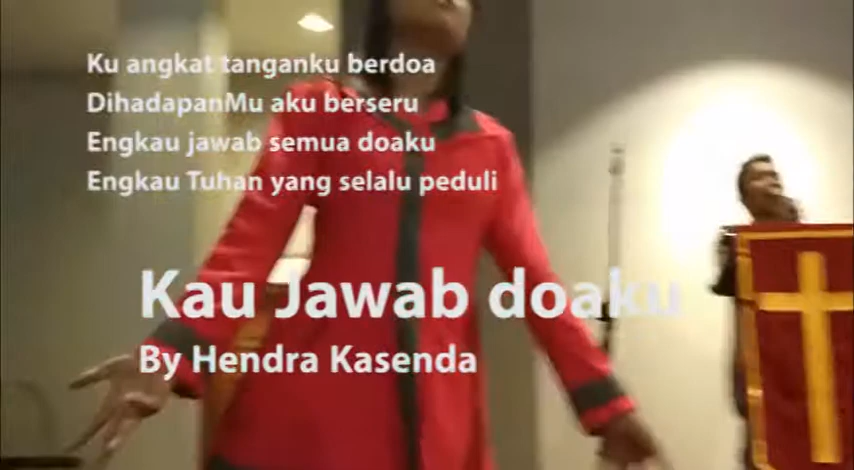 Ku angkat tanganku berdoa
DihadapanMu aku berseru
Engkau jawab semua doaku
Engkau Tuhan yang selalu peduli
Kau Jawab doaku
By Hendra Kasenda